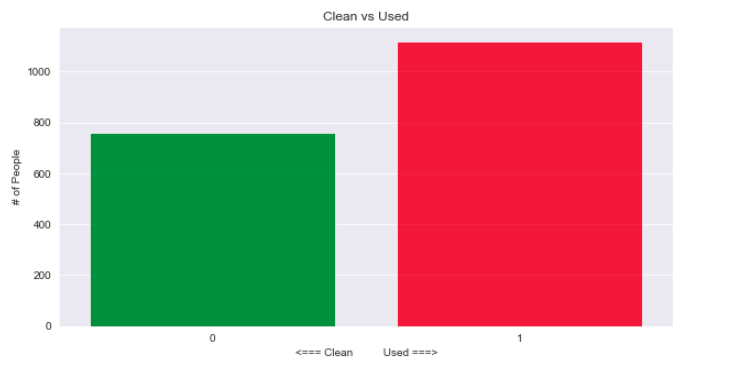 Clean vs Used
# of People
1000
800
600
400
200
0
0 1
<=== Clean Used ===>